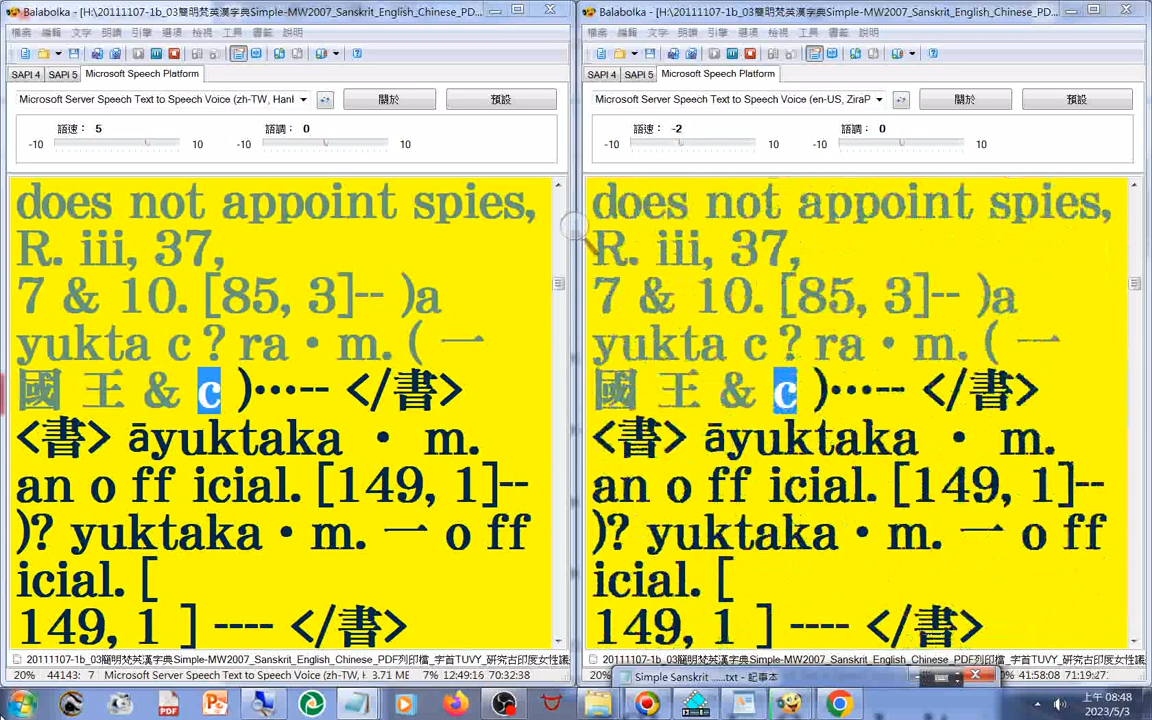 Balabolka - [H:\20111107-1b_03簡明梵英漢字典Simple-MW2007_Sanskrit_English_Chinese_PD...
檔案 編輯 文字 朗讀 引擎 選項 檢視 工具 書籤 說明
SAPI 4 SAPI 5 Microsoft Speech Platform
Microsoft Server Speech Text to Speech Voice (zh-TW, HanH 關於 預設
語速： 5 語調： 0
-10 10 -10 10
does not appoint spies,
R. iii, 37,
7 & 10. [85, 3]-- )a
yukta c ? ra • m. ( 一
國 王 & c )…-- </書>
<書> āyuktaka • m.
an o ff icial. [149, 1]--
)? yuktaka • m. 一 o ff
icial. [
149, 1 ] ---- </書>
20111107-1b_03簡明梵英漢字典Simple-MW2007_Sanskrit_English_Chinese_PDF列印檔_字首TUVY_研究古印度女性議
20% 44143: 7 Microsoft Server Speech Text to Speech Voice (zh-TW, H 3.71 ME 7% 12:49:16 70:32:38
Balabolka - [H:\20111107-1b_03簡明梵英漢字典Simple-MW2007_Sanskrit_English_Chinese_PD...
檔案 編輯 文字 朗讀 引擎 選項 檢視 工具 書籤 說明
SAPI 4 SAPI 5 Microsoft Speech Platform
Microsoft Server Speech Text to Speech Voice (en-US, ZiraP 關於 預設
語速： -2 語調： 0
-10 10 -10 10
does not appoint spies,
R. iii, 37,
7 & 10. [85, 3]-- )a
yukta c ? ra • m. ( 一
國 王 & c )…-- </書>
<書> āyuktaka • m.
an o ff icial. [149, 1]--
)? yuktaka • m. 一 o ff
icial. [
149, 1 ] ---- </書>
20111107-1b_03簡明梵英漢字典Simple-MW2007_Sanskrit_English_Chinese_PDF列印檔_字首TUVY_研究古印度女性議
20% Simple Sanskrit ......txt - 記事本 0% 41:58:08 71:19:27
PDF
上午 08:48
2023/5/3